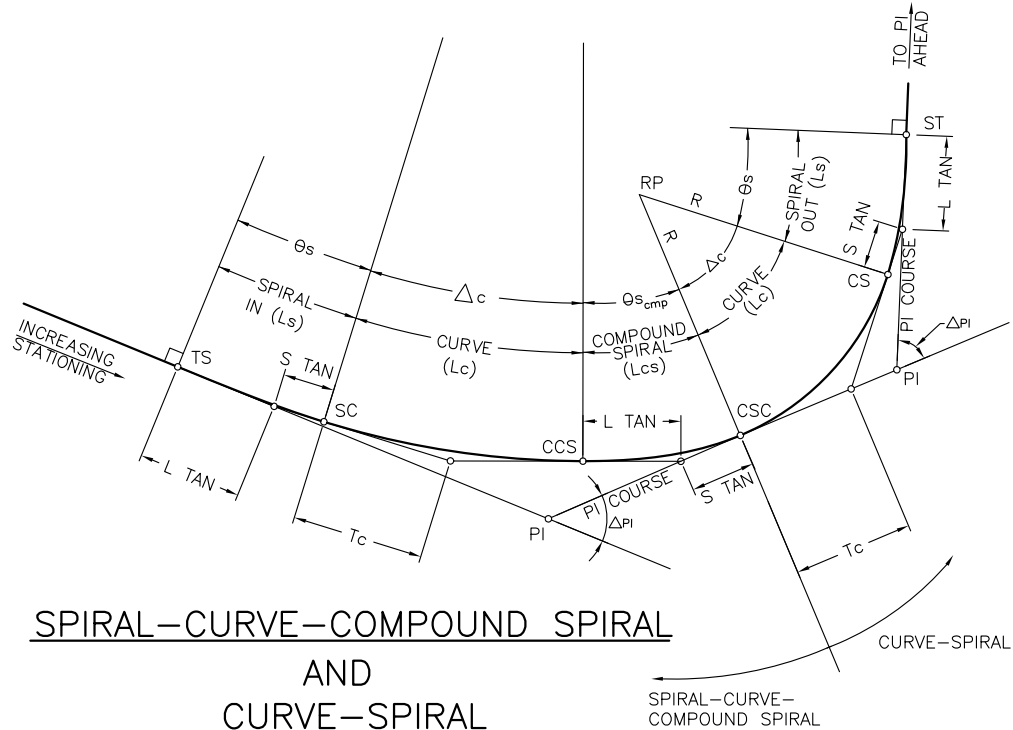 TO PI
AHEAD
ST
L TAN
θs
SPIRAL
OUT (Ls)
RP
R
R
S TAN
θs
Δc
CS
PI COURSE
SPIRAL
IN (Ls)
Δc
θs cmp
CURVE
(Lc)
INCREASING
STATIONING
TS
S TAN
CURVE
(Lc)
COMPOUND
SPIRAL
(Lcs)
ΔPI
PI
SC
L TAN
CSC
CCS
L TAN
S TAN
PI COURSE
PI
ΔPI
Tc
Tc
SPIRAL-CURVE-COMPOUND SPIRAL
AND
CURVE-SPIRAL
CURVE-SPIRAL
SPIRAL-CURVE-
COMPOUND SPIRAL